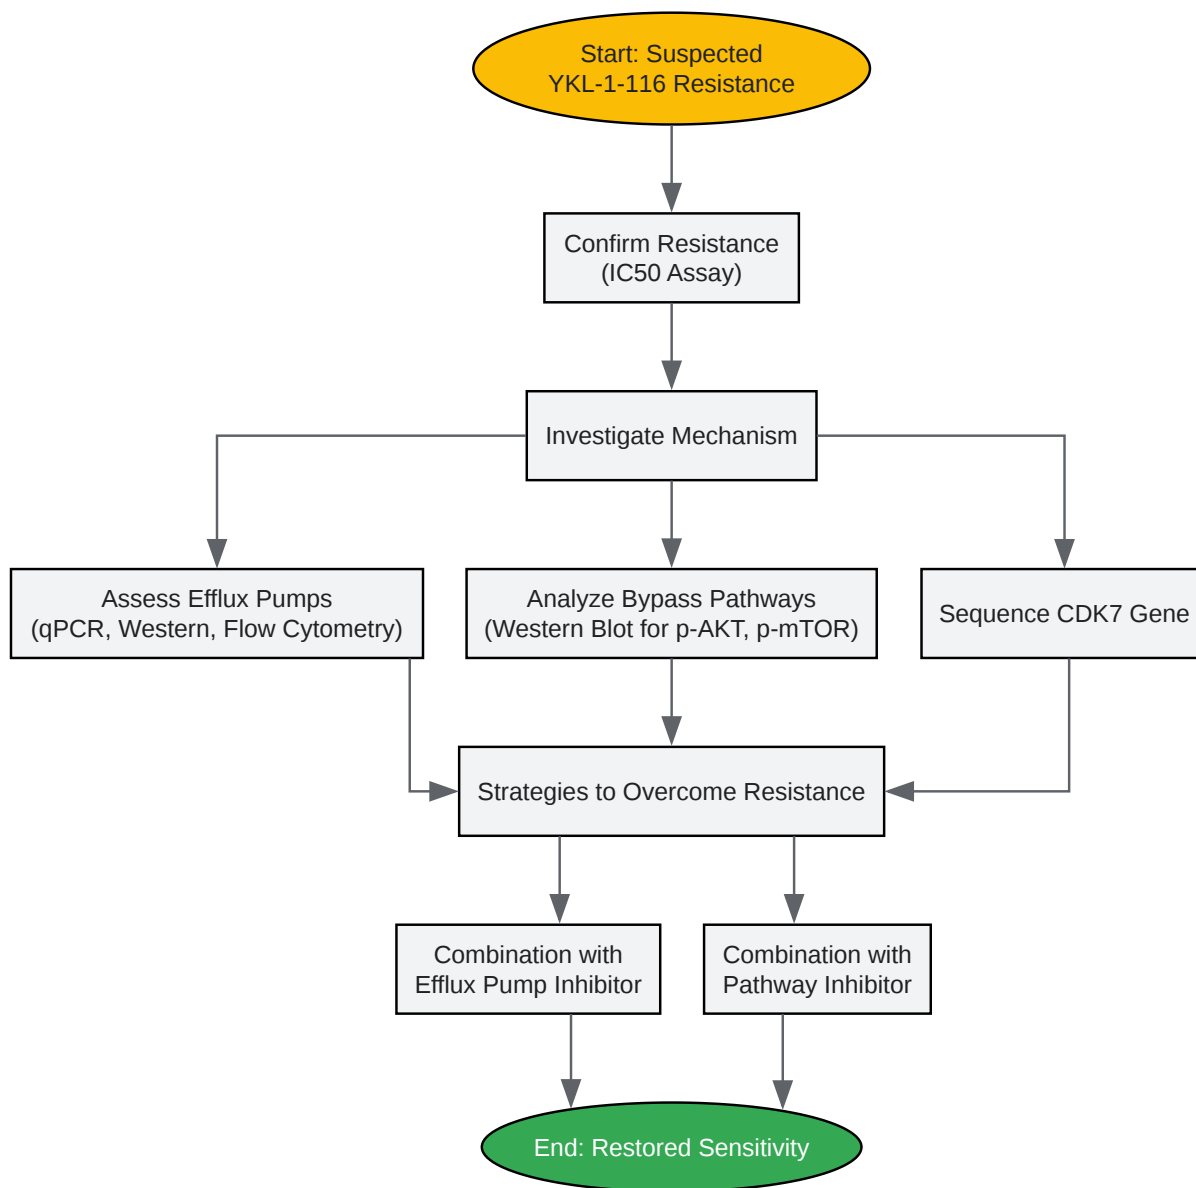 Start: Suspected
YKL-1-116 Resistance
Confirm Resistance
(IC50 Assay)
Investigate Mechanism
Assess Efflux Pumps
(qPCR, Western, Flow Cytometry)
Analyze Bypass Pathways
(Western Blot for p-AKT, p-mTOR)
Sequence CDK7 Gene
Strategies to Overcome Resistance
Combination with
Efflux Pump Inhibitor
Combination with
Pathway Inhibitor
End: Restored Sensitivity